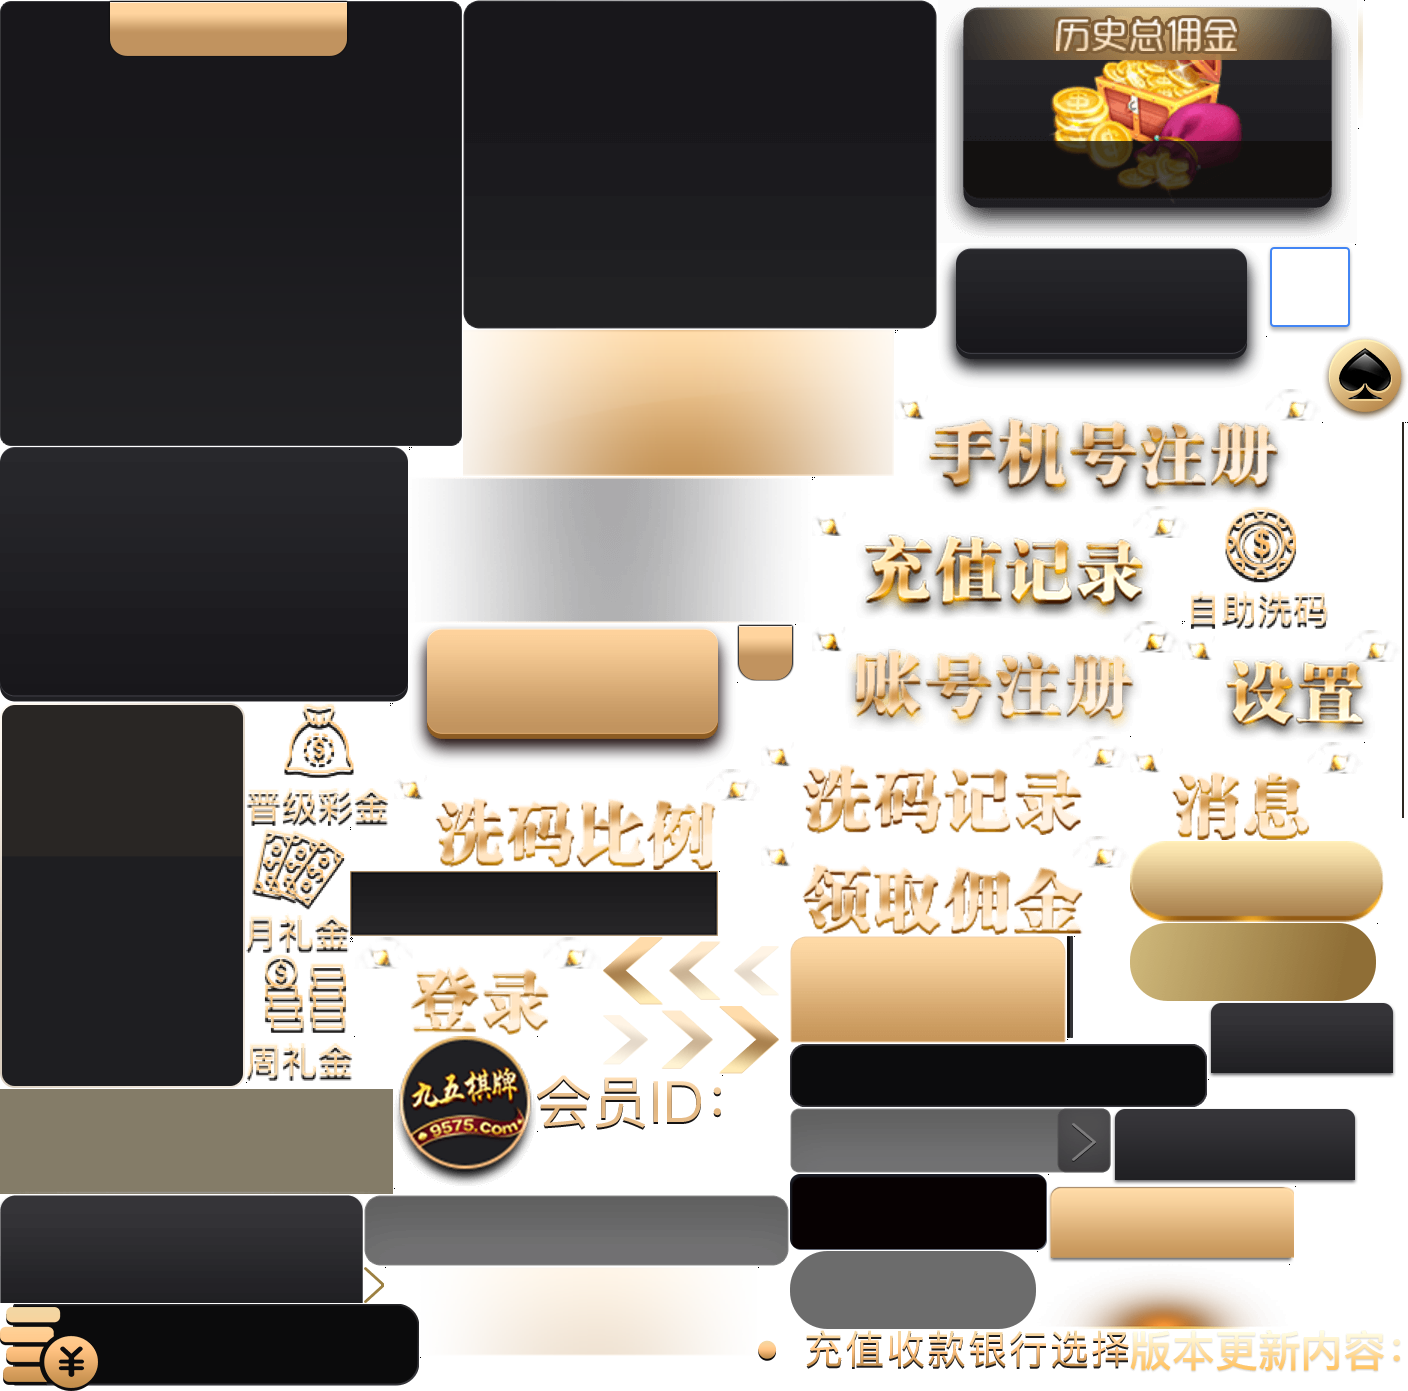 历史总佣金
手机号注册
充值记录
自助洗码
账号注册
设置
晋级彩金
洗码比例
洗码记录
消息
领取佣金
月礼金
登录
周礼金
九五棋牌
9575.com
会员ID：
充值收款银行选择
版本更新内容：